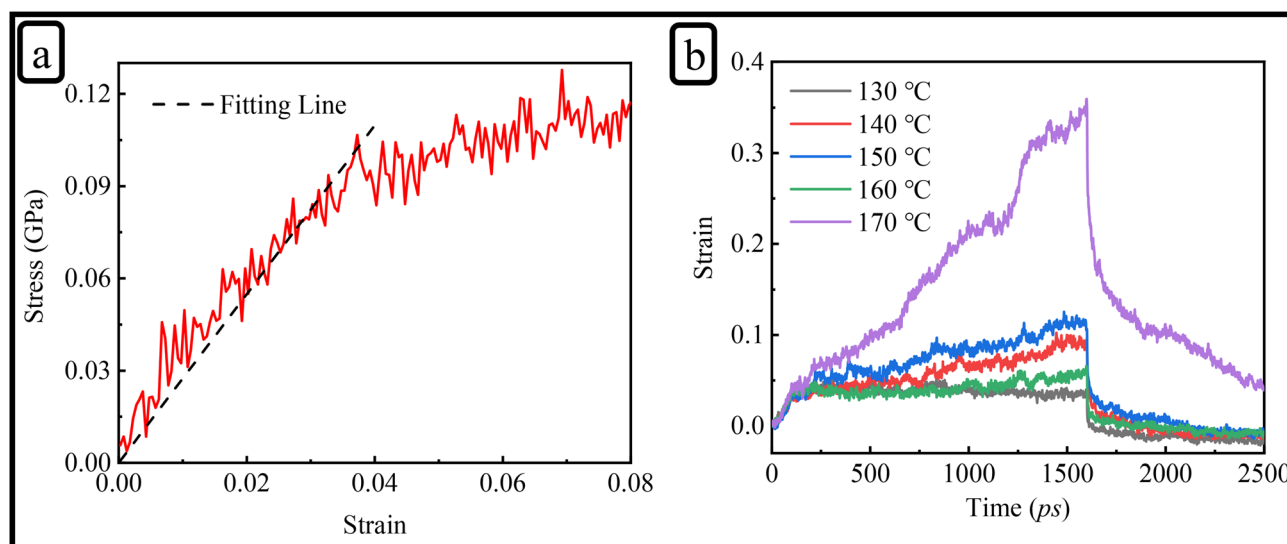 a
Fitting Line
0.12
0.09
0.06
0.03
0.00
Stress (GPa)
0.00 0.02 0.04 0.06 0.08
Strain
b
130 ℃
140 ℃
150 ℃
160 ℃
170 ℃
0.4
0.3
0.2
0.1
0.0
Strain
0 500 1000 1500 2000 2500
Time (ps)